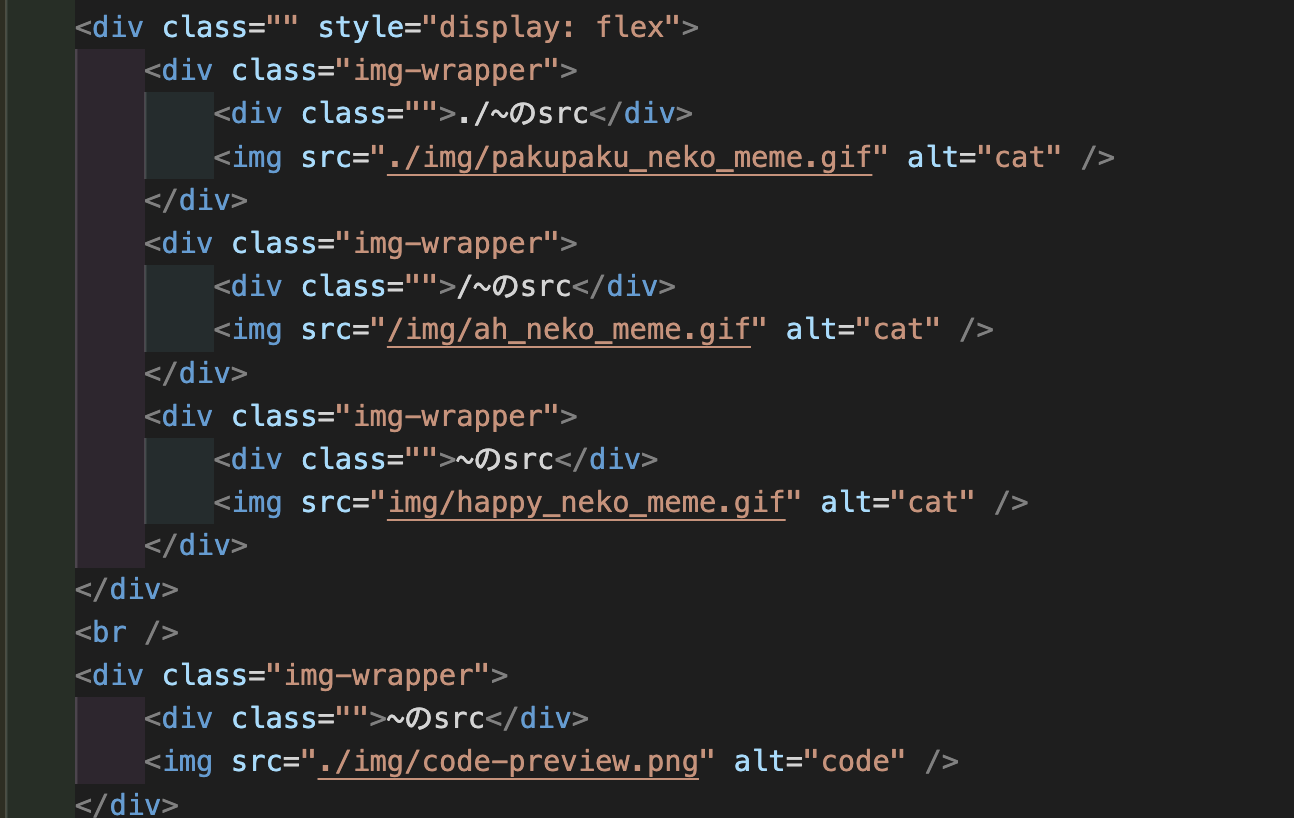 <div class="" style="display: flex">
<div class="img-wrapper">
<div class="">./~のsrc</div>
<img src="./img/pakupaku_neko_meme.gif" alt="cat" />
</div>
<div class="img-wrapper">
<div class="">/~のsrc</div>
<img src="/img/ah_neko_meme.gif" alt="cat" />
</div>
<div class="img-wrapper">
<div class="">~のsrc</div>
<img src="img/happy_neko_meme.gif" alt="cat" />
</div>
</div>
<br />
<div class="img-wrapper">
<div class="">~のsrc</div>
<img src="./img/code-preview.png" alt="code" />
</div>